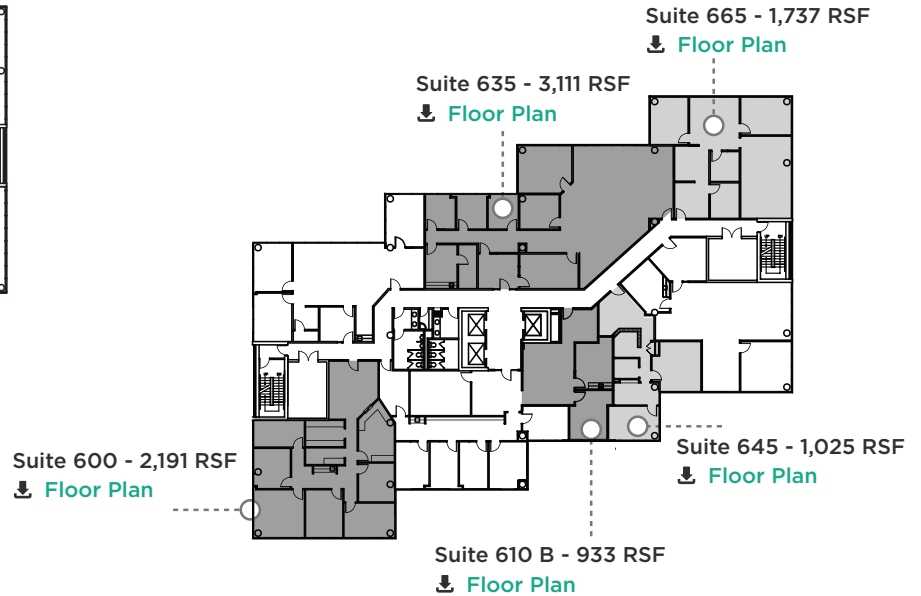 Suite 665 - 1,737 RSF
Floor Plan
Suite 635 - 3,111 RSF
Floor Plan
Suite 600 - 2,191 RSF
Floor Plan
Suite 645 - 1,025 RSF
Floor Plan
Suite 610 B - 933 RSF
Floor Plan